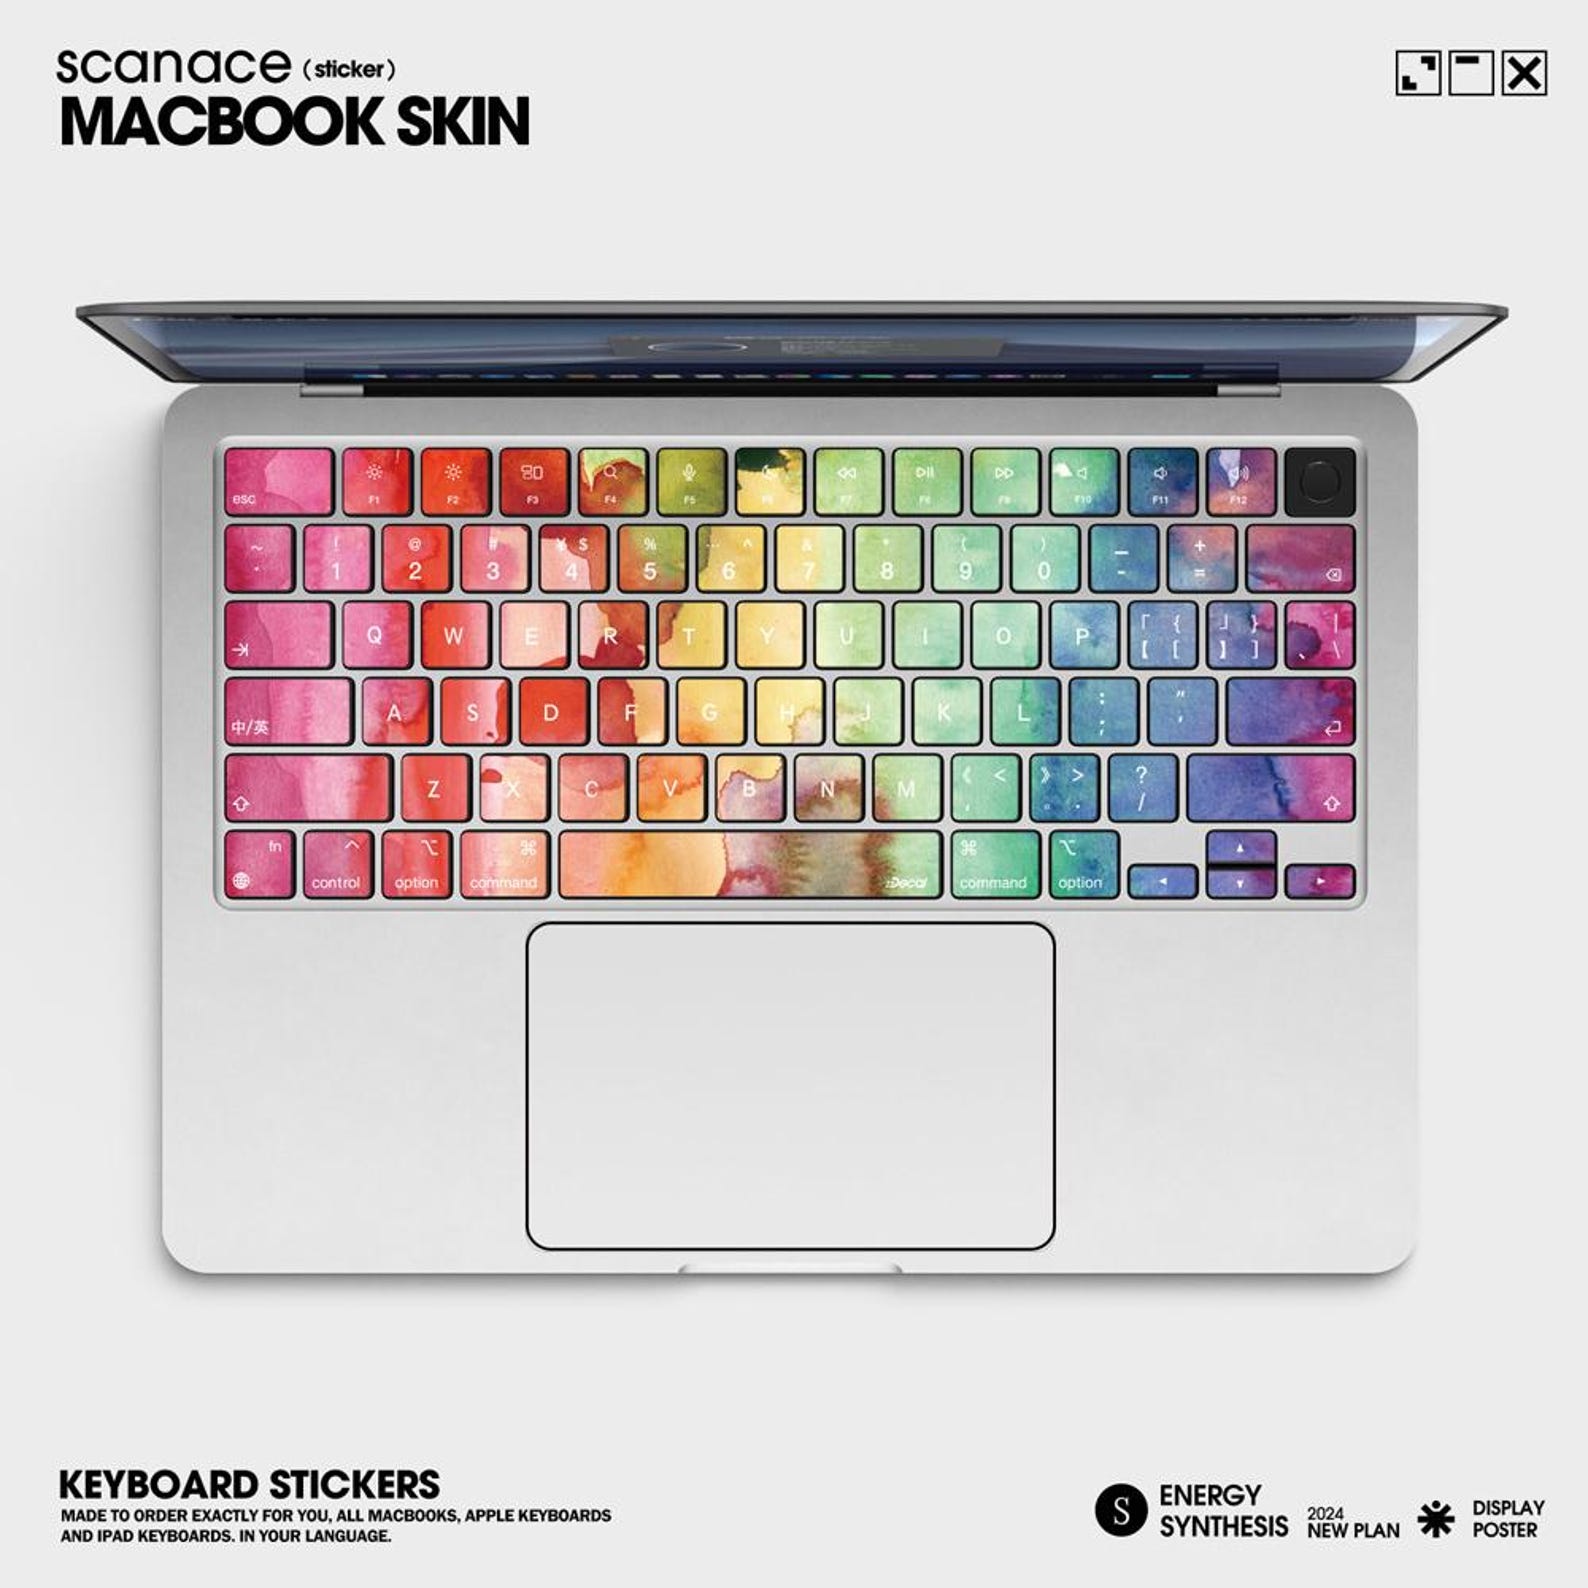 scanace (sticker)
MACBOOK SKIN
esc F1 F2 F3 F4 F5 F6 F7 F8 F9 F10 F11 F12
~ ! @ # ¥ $ % … ^ & * ( ) — +
· 1 2 3 4 5 6 7 8 9 0 - =
Q W E R T Y U I O P 「 { 」 } |
【 [ 】 ] 、 \
中/英 A S D F G H J K L : ; " '
Z X C V B N M 《 < 》 > ?
, 。 . /
fn
control option command zDecal command option
KEYBOARD STICKERS
MADE TO ORDER EXACTLY FOR YOU, ALL MACBOOKS, APPLE KEYBOARDS
AND IPAD KEYBOARDS. IN YOUR LANGUAGE.
S ENERGY
SYNTHESIS
2024
NEW PLAN
DISPLAY
POSTER